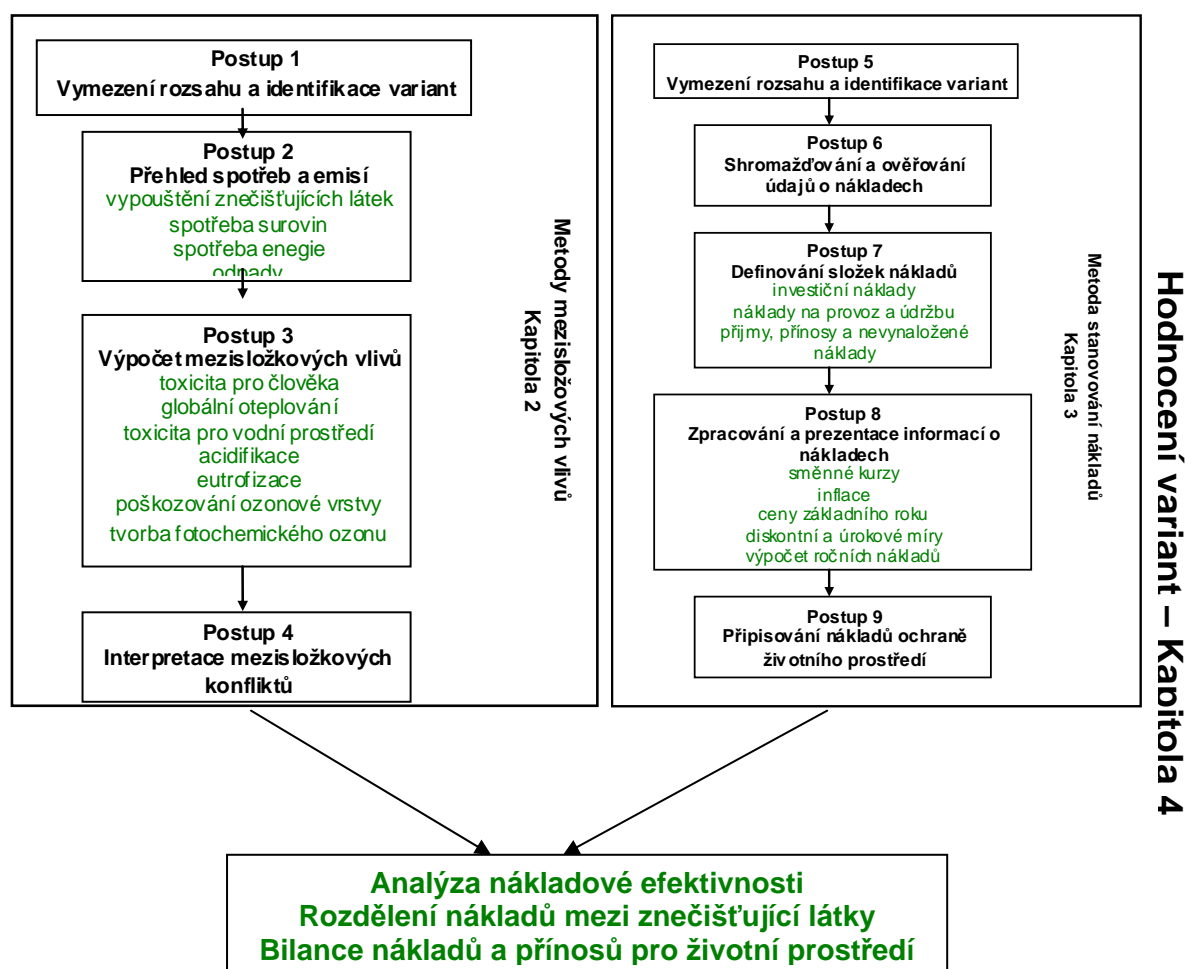 Postup 1
Vymezení rozsahu a identifikace variant
Postup 2
Přehled spotřeb a emisí
vypouštění znečišťujících látek
spotřeba surovin
spotřeba enegie
odpady
Postup 3
Výpočet mezisložkových vlivů
toxicita pro člověka
globální oteplování
toxicita pro vodní prostředí
acidifikace
eutrofizace
poškozování ozonové vrstvy
tvorba fotochemického ozonu
Postup 4
Interpretace mezisložkových
konfliktů
Metody mezisložových vlivů
Kapitola 2
Postup 5
Vymezení rozsahu a identifikace variant
Postup 6
Shromažďování a ověřování
údajů o nákladech
Postup 7
Definování složek nákladů
investiční náklady
náklady na provoz a údržbu
přijmy, přínosy a nevynaložené
náklady
Postup 8
Zpracování a prezentace informací o
nákladech
směnné kurzy
inflace
ceny základního roku
diskontní a úrokové míry
výpočet ročních nákladů
Postup 9
Připisování nákladů ochraně
životního prostředí
Metoda stanovování nákladů
Kapitola 3
Hodnocení variant – Kapitola 4
Analýza nákladové efektivnosti
Rozdělení nákladů mezi znečišťující látky
Bilance nákladů a přínosů pro životní prostředí